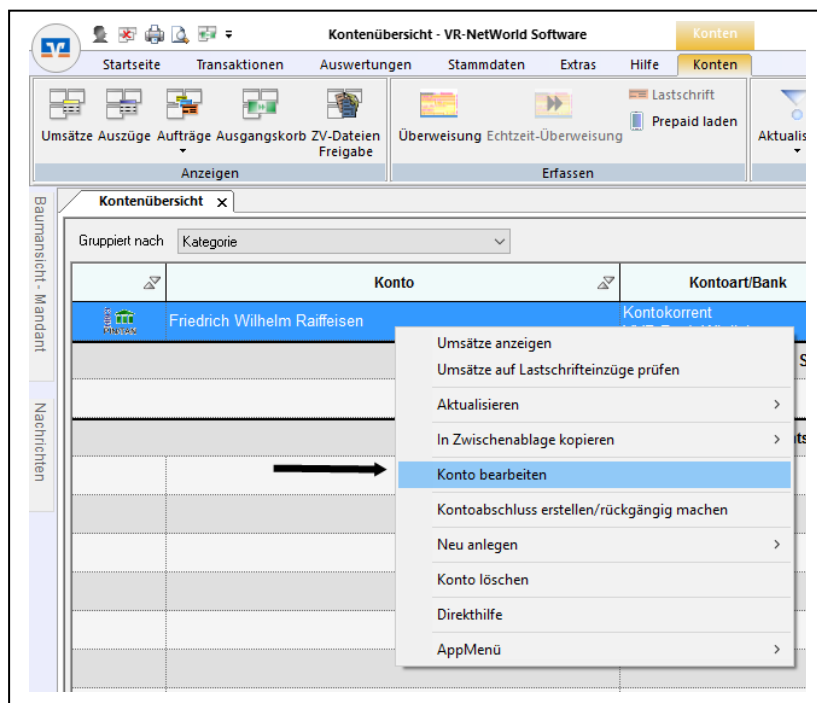 Kontenübersicht - VR-NetWorld Software
Konten
Startseite Transaktionen Auswertungen Stammdaten Extras Hilfe Konten
Umsätze Auszüge Aufträge Ausgangskorb ZV-Dateien
Freigabe
Anzeigen
Überweisung Echtzeit-Überweisung
Lastschrift
Prepaid laden
Erfassen
Aktualis
Baumansicht - Mandant
Nachrichten
Kontenübersicht x
Gruppiert nach Kategorie
Konto Kontoart/Bank
Friedrich Wilhelm Raiffeisen Kontokorrent
Umsätze anzeigen
Umsätze auf Lastschrifteinzüge prüfen
Aktualisieren
In Zwischenablage kopieren
Konto bearbeiten
Kontoabschluss erstellen/rückgängig machen
Neu anlegen
Konto löschen
Direkthilfe
AppMenü